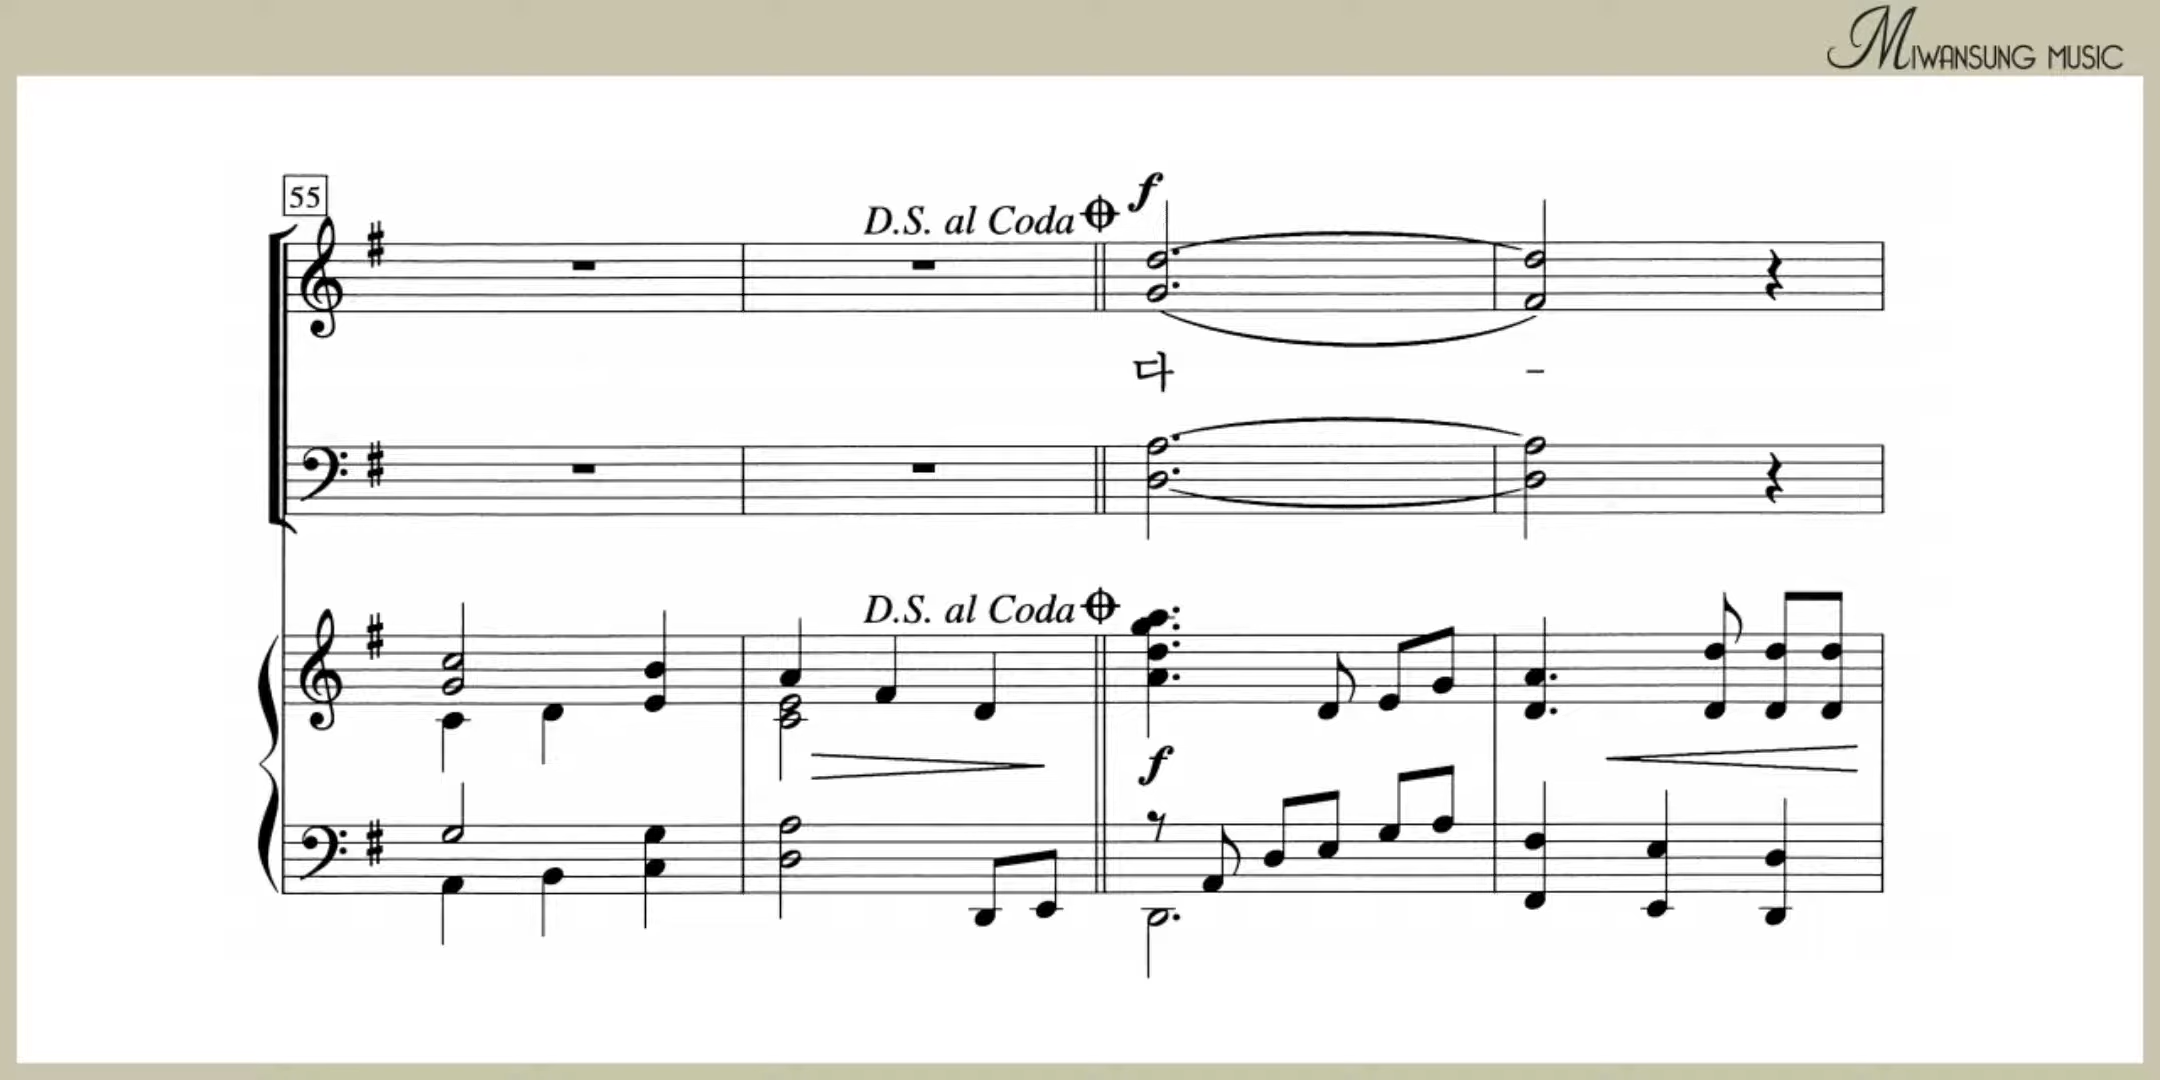 MIWANSUNG MUSIC
55
D.S. al Coda
f
다 -
D.S. al Coda
f